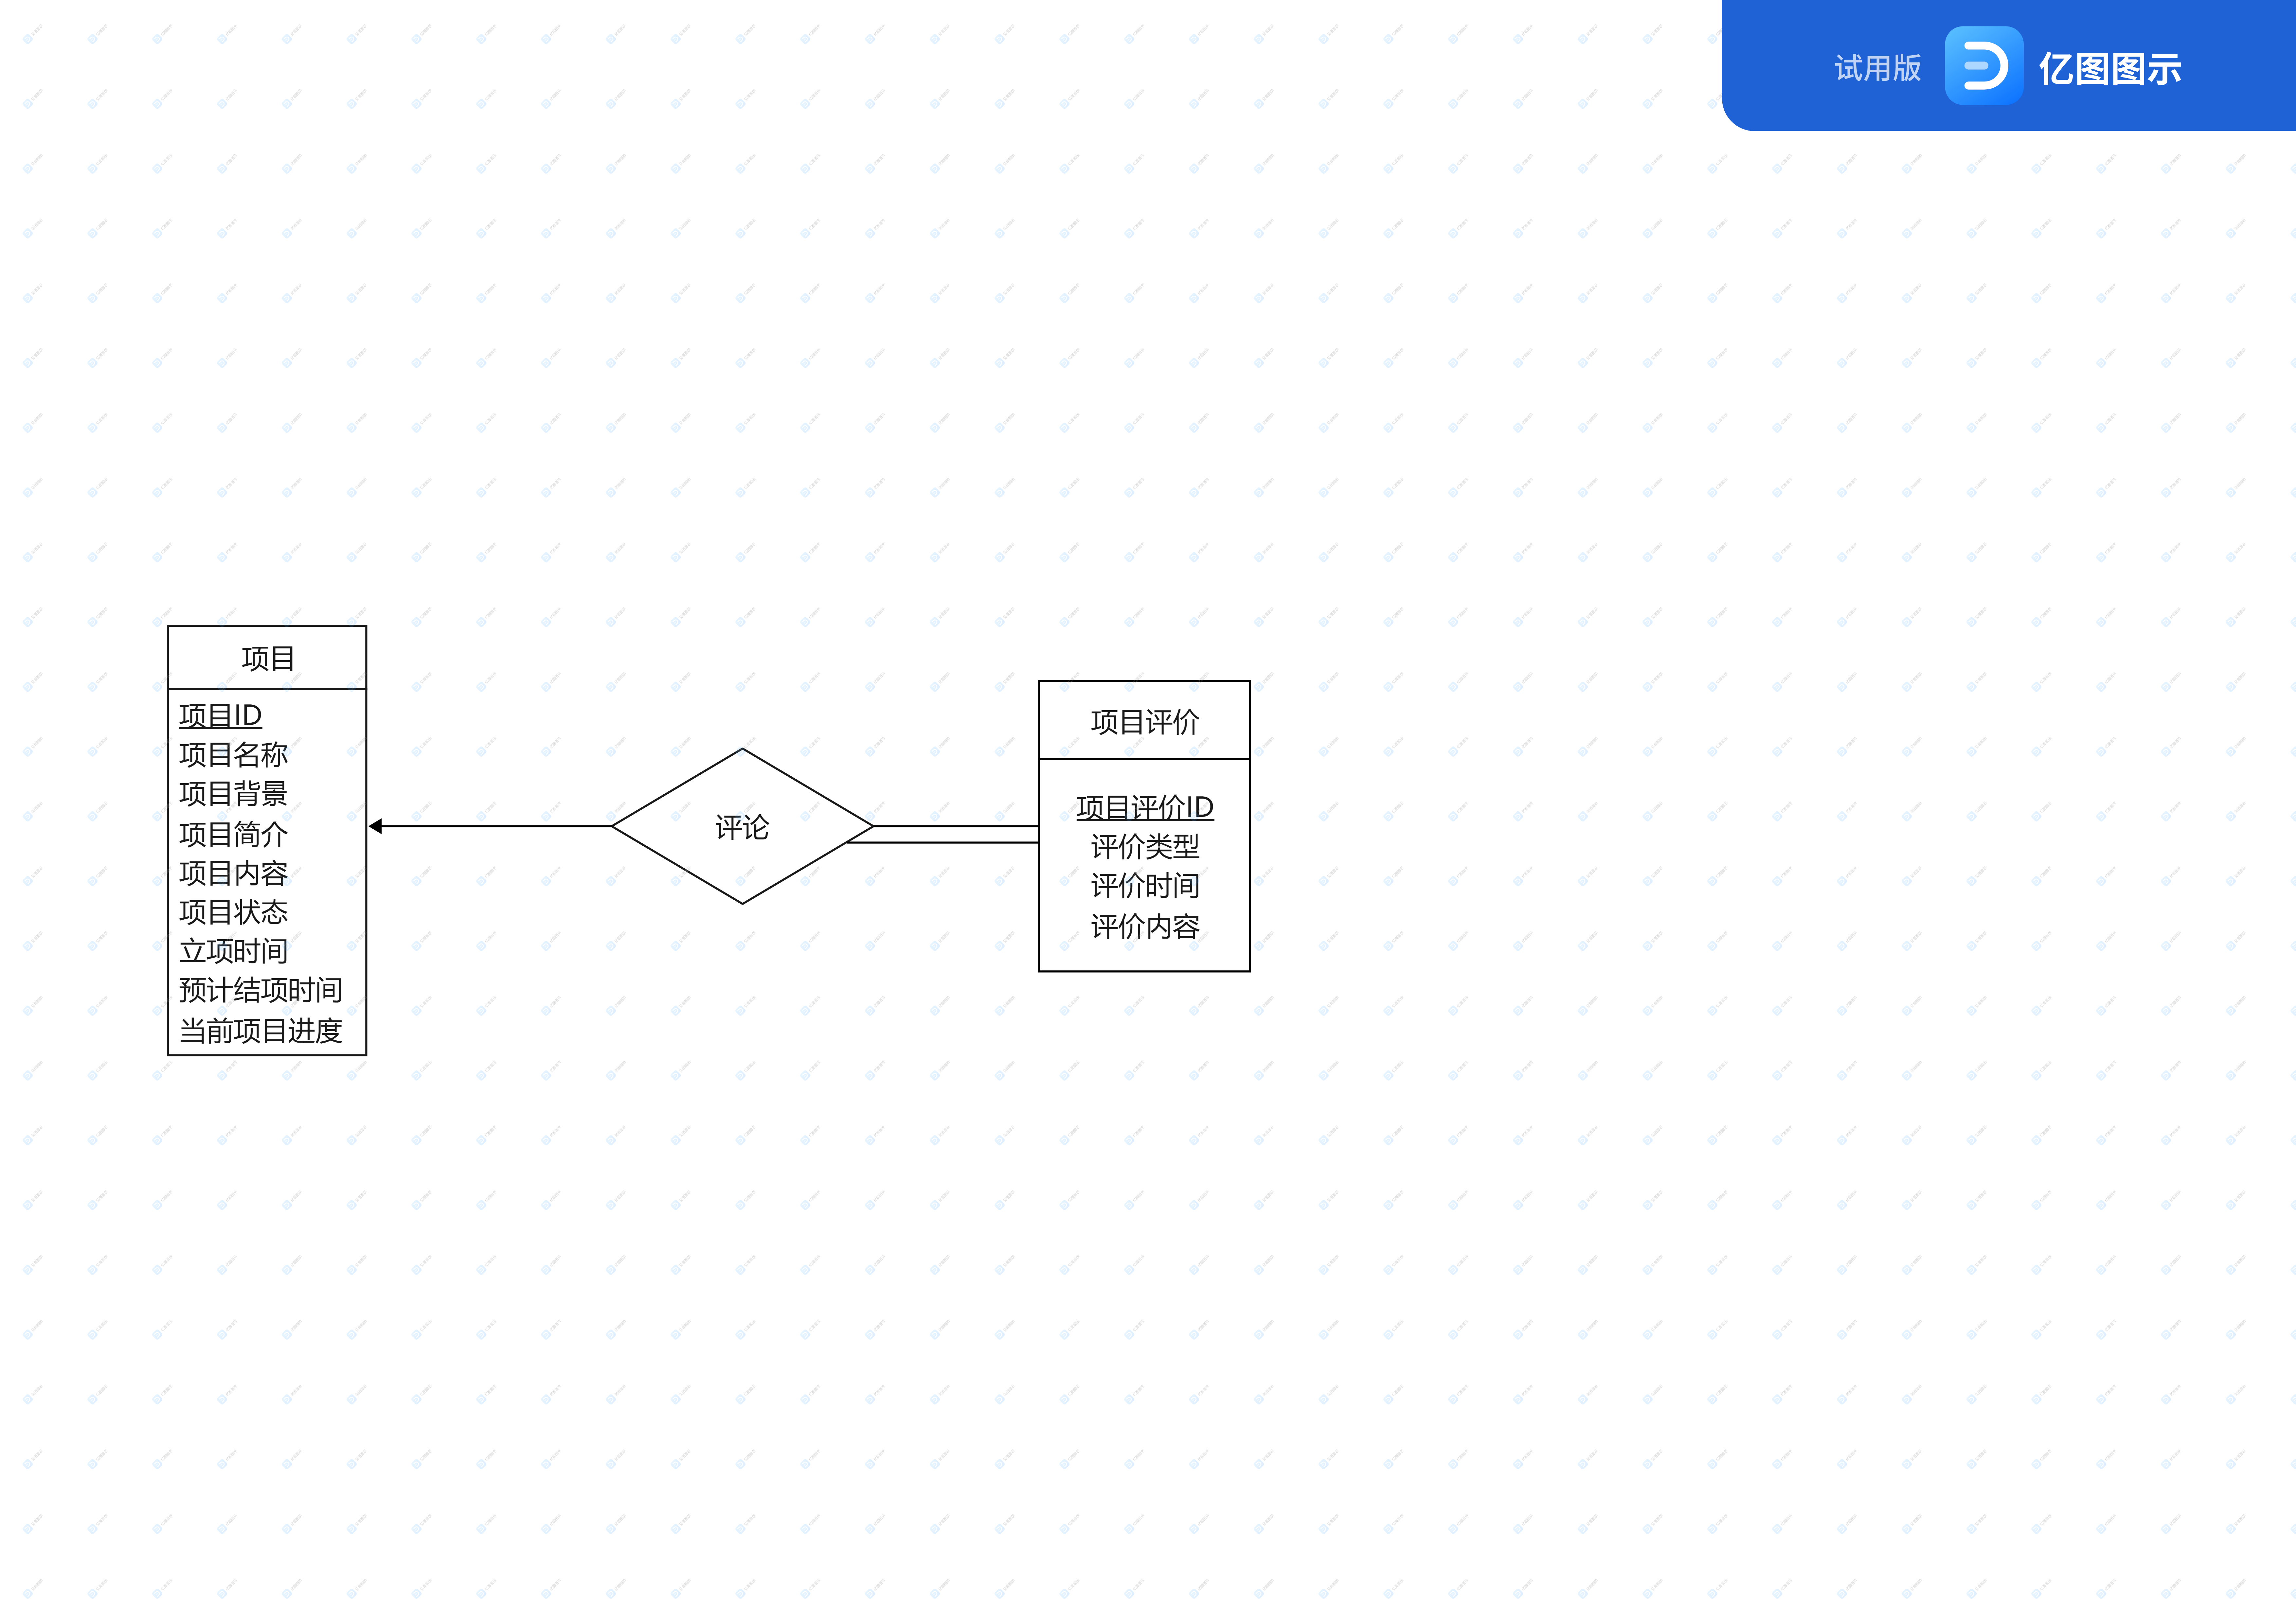 试用版 亿图图示
项目
项目ID
项目名称
项目背景
项目简介
项目内容
项目状态
立项时间
预计结项时间
当前项目进度
评论
项目评价
项目评价ID
评价类型
评价时间
评价内容